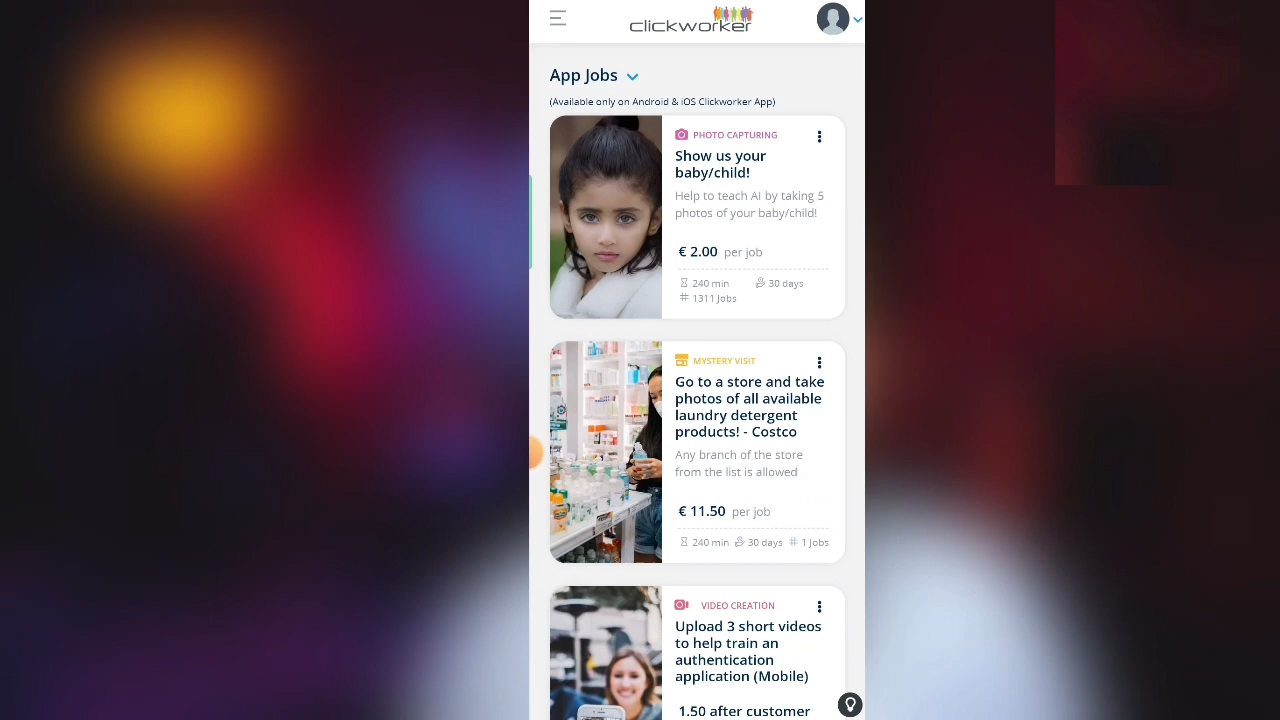 clickworker
App Jobs
(Available only on Android & iOS Clickworker App)
PHOTO CAPTURING
Show us your
baby/child!
Help to teach AI by taking 5
photos of your baby/child!
€ 2.00 per job
240 min 30 days
1311 Jobs
MYSTERY VISIT
Go to a store and take
photos of all available
laundry detergent
products! - Costco
Any branch of the store
from the list is allowed
€ 11.50 per job
240 min 30 days 1 Jobs
VIDEO CREATION
Upload 3 short videos
to help train an
authentication
application (Mobile)
1.50 after customer